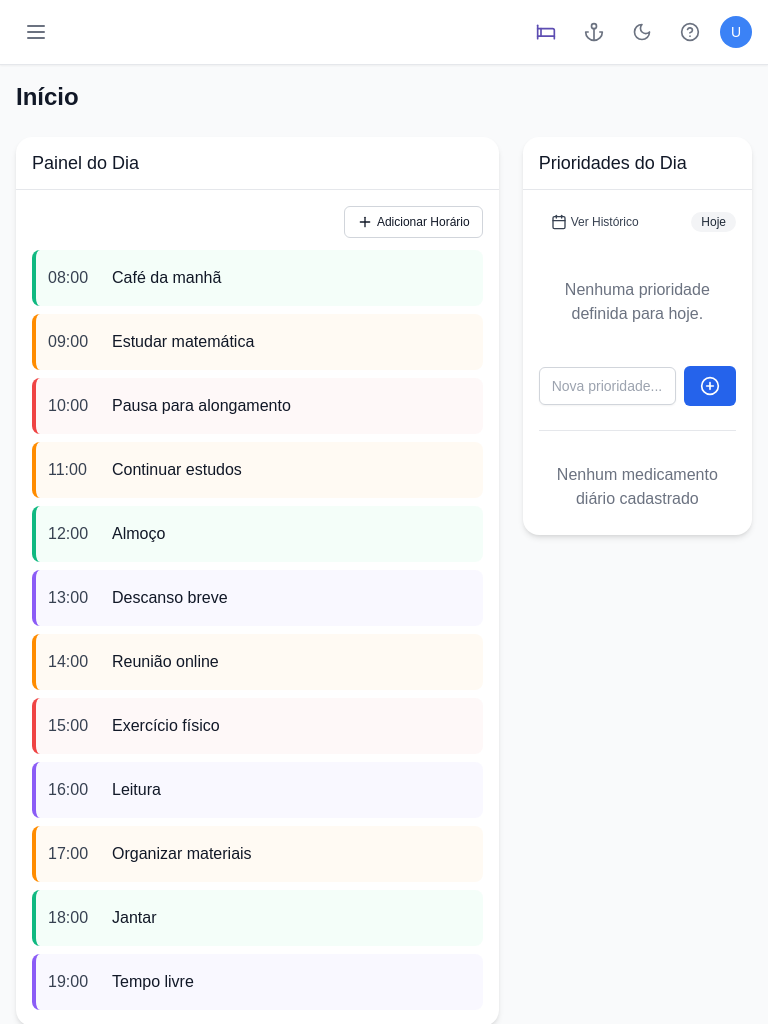 U
Início
Painel do Dia
Adicionar Horário
08:00 Café da manhã
09:00 Estudar matemática
10:00 Pausa para alongamento
11:00 Continuar estudos
12:00 Almoço
13:00 Descanso breve
14:00 Reunião online
15:00 Exercício físico
16:00 Leitura
17:00 Organizar materiais
18:00 Jantar
19:00 Tempo livre
Prioridades do Dia
Ver Histórico Hoje
Nenhuma prioridade
definida para hoje.
Nova prioridade...
Nenhum medicamento
diário cadastrado